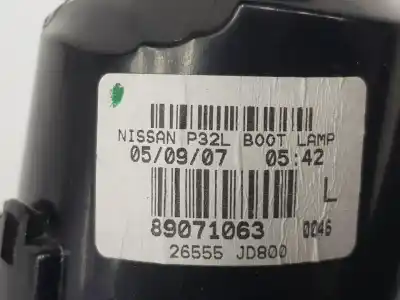 NISSAN P32L BOOT LAMP
05/09/07 05:42
L
89071063 0046
26555 JD800